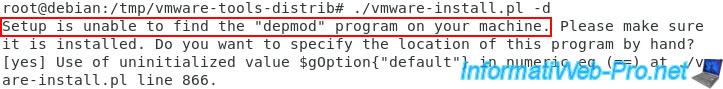 root@debian:/tmp/vmware-tools-distrib# ./vmware-install.pl -d
Setup is unable to find the "depmod" program on your machine. Please make sure
it is installed. Do you want to specify the location of this program by hand?
[yes] Use of uninitialized value $gOption{"default"} in numeric eq (==) at ./vmw
are-install.pl line 866.
InformatiWeb-Pro.net